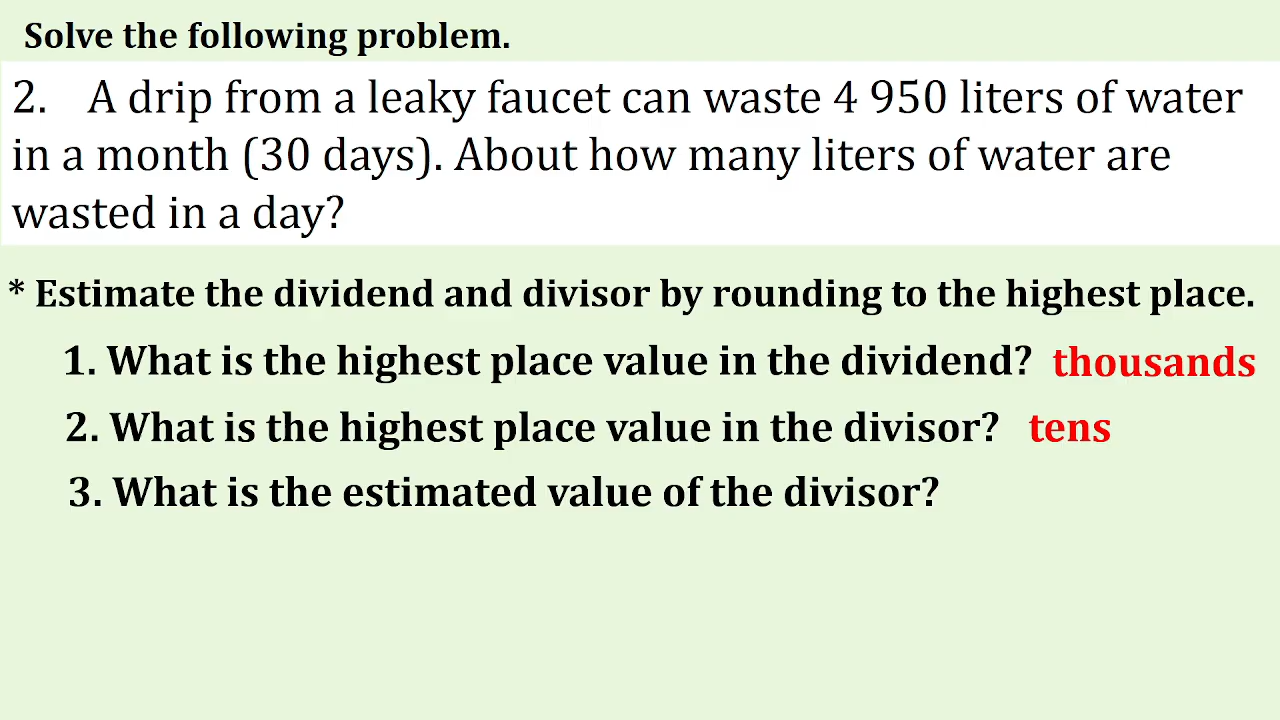 Solve the following problem.
2. A drip from a leaky faucet can waste 4 950 liters of water
in a month (30 days). About how many liters of water are
wasted in a day?
* Estimate the dividend and divisor by rounding to the highest place.
1. What is the highest place value in the dividend? thousands
2. What is the highest place value in the divisor? tens
3. What is the estimated value of the divisor?